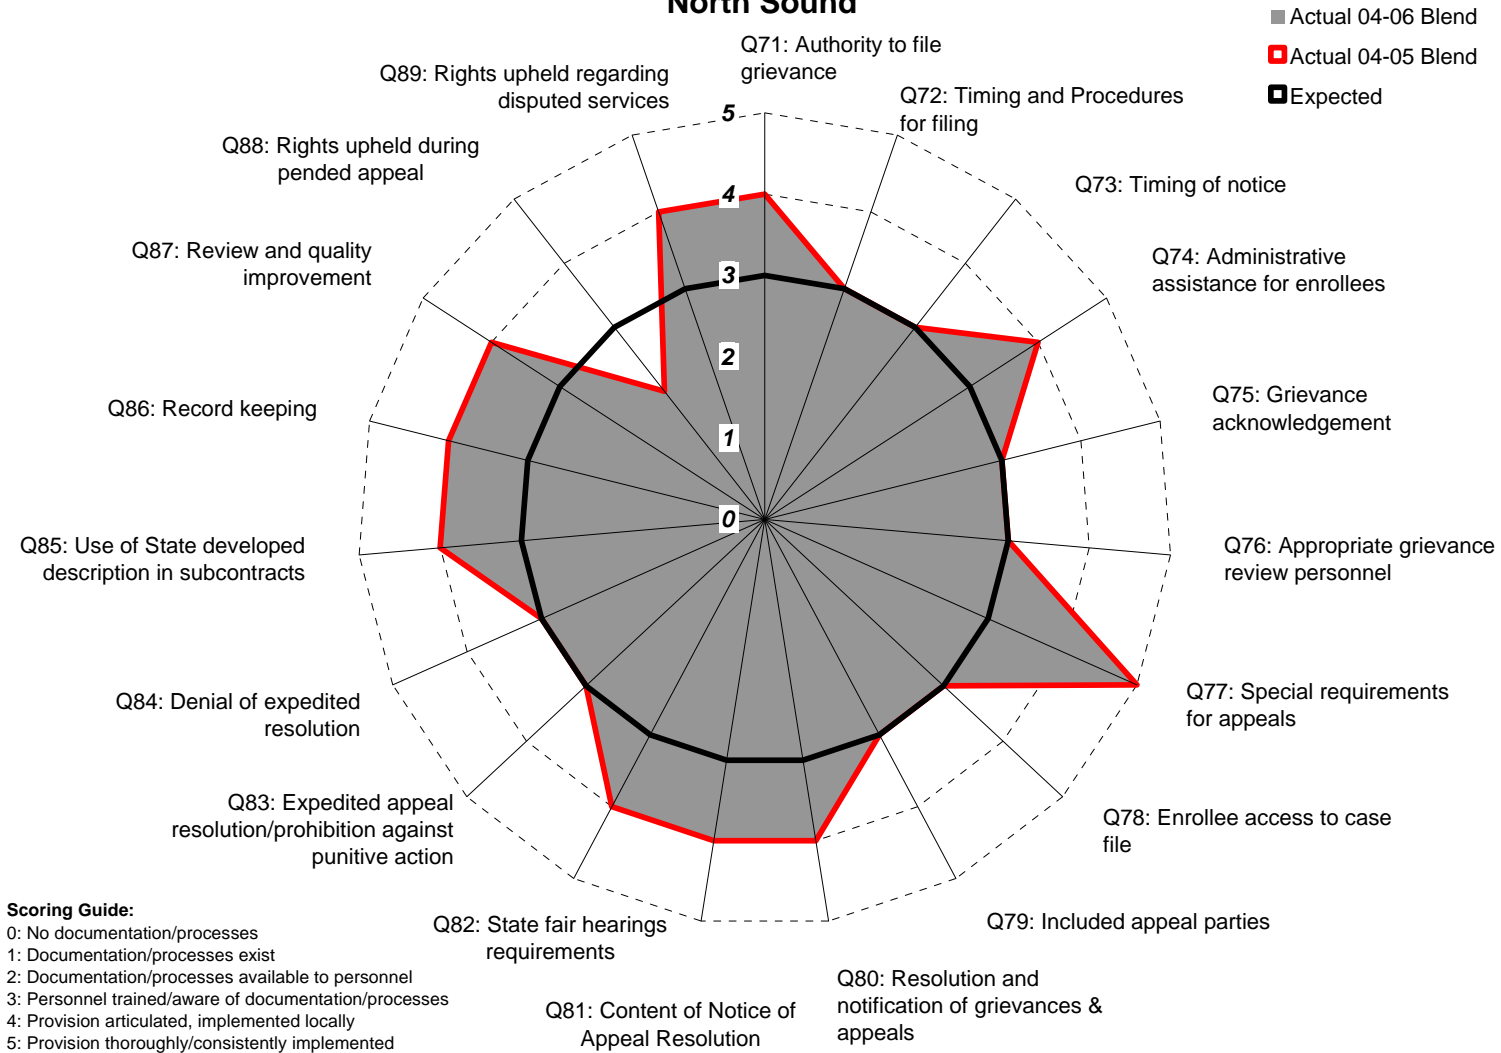 North Sound
Actual 04-06 Blend
Actual 04-05 Blend
Expected
Q71: Authority to file
grievance
Q72: Timing and Procedures
for filing
Q73: Timing of notice
Q74: Administrative
assistance for enrollees
Q75: Grievance
acknowledgement
Q76: Appropriate grievance
review personnel
Q77: Special requirements
for appeals
Q78: Enrollee access to case
file
Q79: Included appeal parties
Q80: Resolution and
notification of grievances &
appeals
Q81: Content of Notice of
Appeal Resolution
Q82: State fair hearings
requirements
Q83: Expedited appeal
resolution/prohibition against
punitive action
Q84: Denial of expedited
resolution
Q85: Use of State developed
description in subcontracts
Q86: Record keeping
Q87: Review and quality
improvement
Q88: Rights upheld during
pended appeal
Q89: Rights upheld regarding
disputed services
5
4
3
2
1
0
Scoring Guide:
0: No documentation/processes
1: Documentation/processes exist
2: Documentation/processes available to personnel
3: Personnel trained/aware of documentation/processes
4: Provision articulated, implemented locally
5: Provision thoroughly/consistently implemented